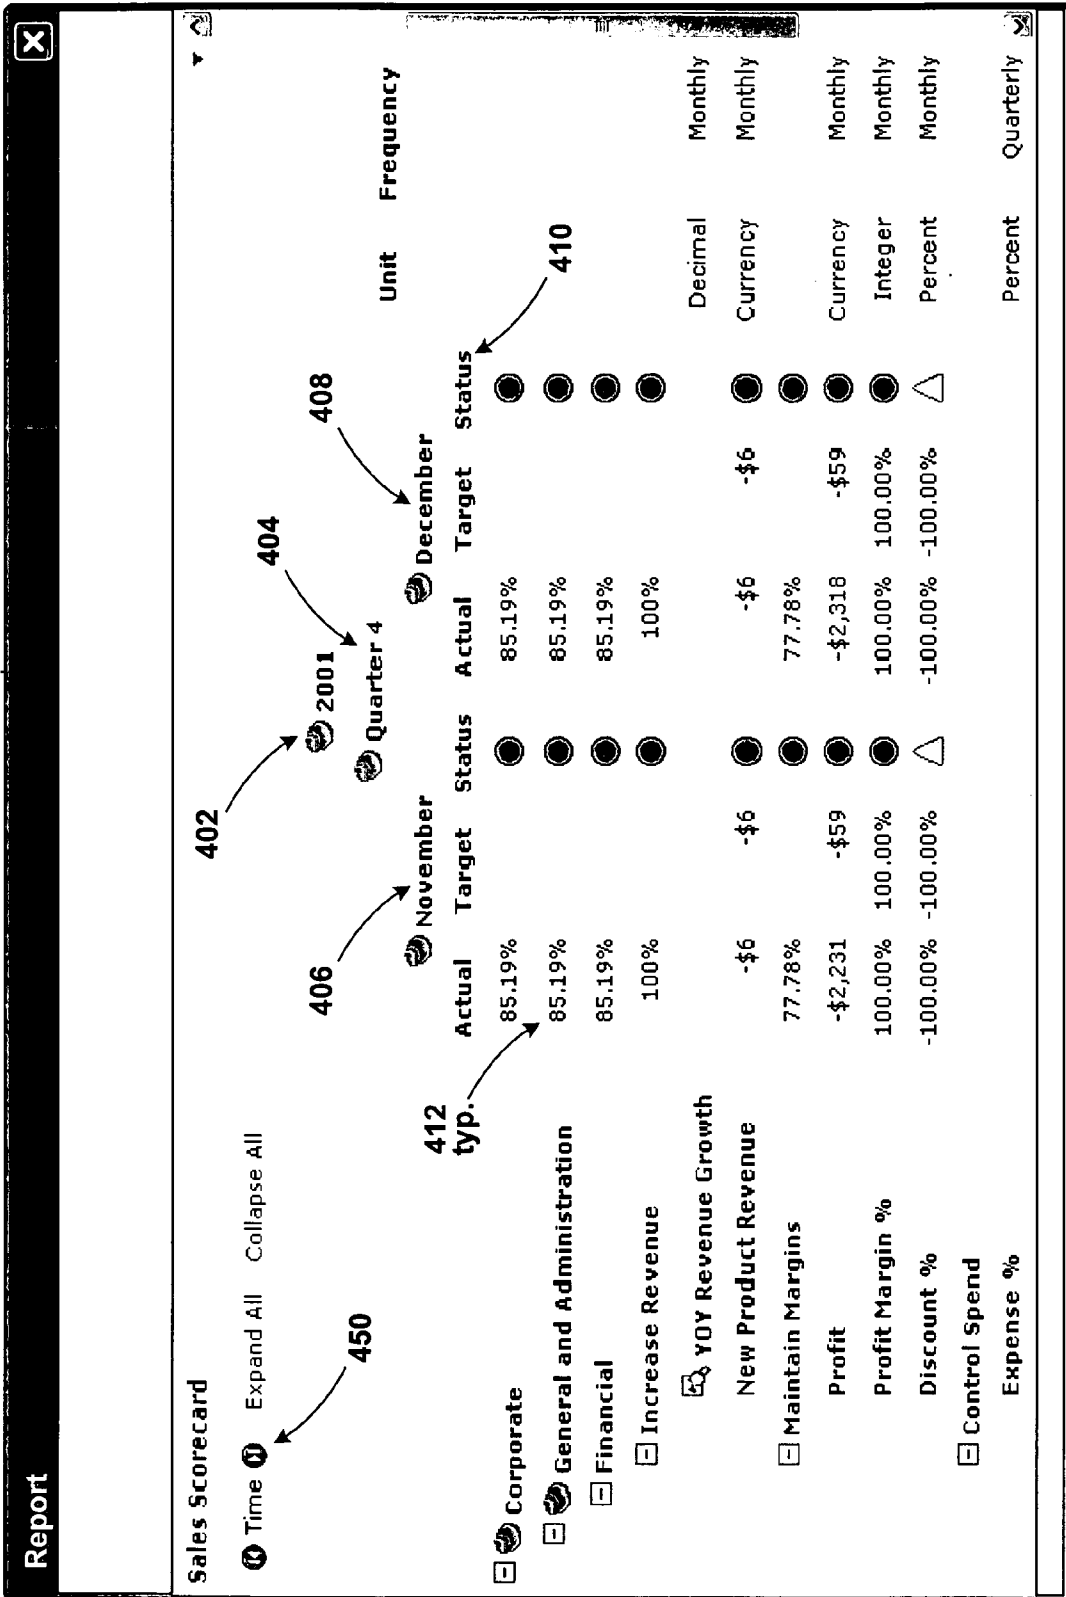 Report
Sales Scorecard
Time Expand All Collapse All
450
402
404
406
408
410
412
typ.
2001
Quarter 4
November December
Unit Frequency
Actual Target Status Actual Target Status
Corporate 85.19% 85.19%
General and Administration 85.19% 85.19%
Financial 85.19% 85.19%
Increase Revenue 100% 100%
YOY Revenue Growth Decimal Monthly
New Product Revenue -$6 -$6 -$6 -$6 Currency Monthly
Maintain Margins 77.78% 77.78%
Profit -$2,231 -$59 -$2,318 -$59 Currency Monthly
Profit Margin % 100.00% 100.00% 100.00% 100.00% Integer Monthly
Discount % -100.00% -100.00% -100.00% -100.00% Percent Monthly
Control Spend
Expense % Percent Quarterly